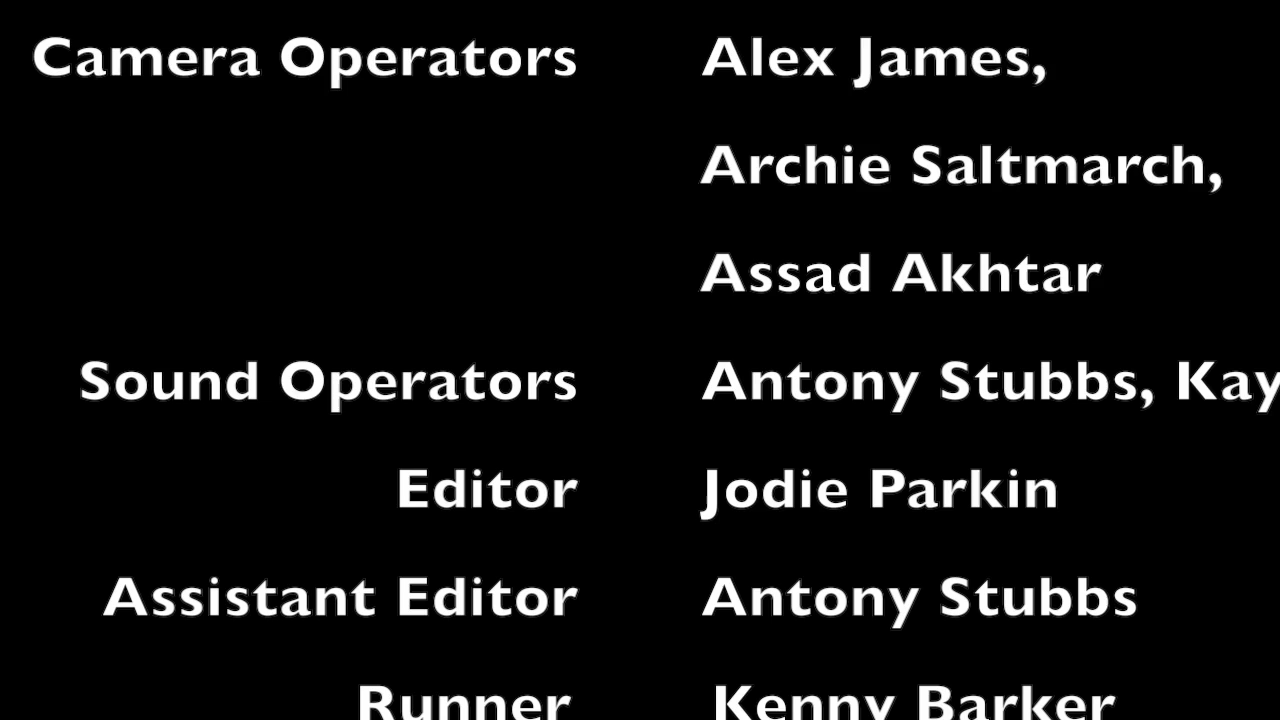 Camera Operators Alex James,
Archie Saltmarch,
Assad Akhtar
Sound Operators Antony Stubbs, Kay
Editor Jodie Parkin
Assistant Editor Antony Stubbs
Runner Kenny Barker